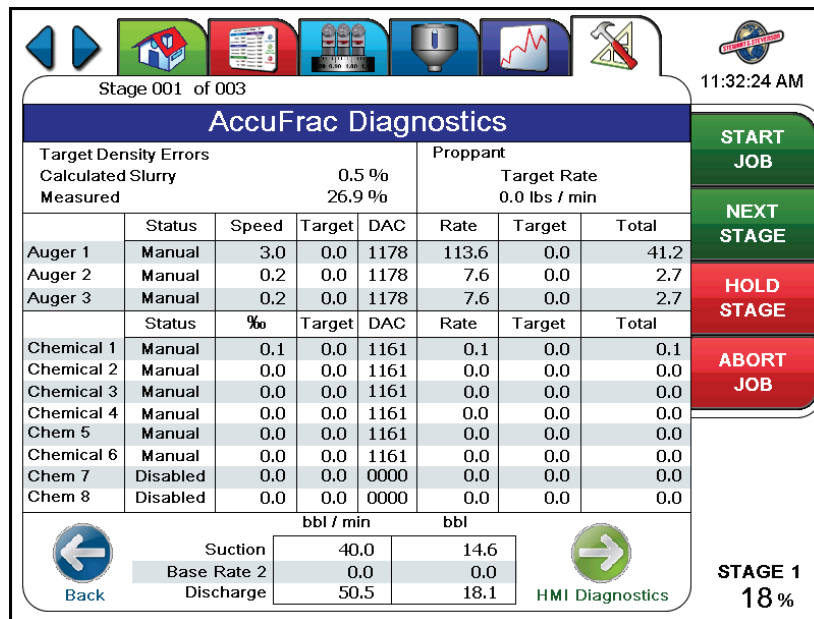 STEWART & STEVENSON
11:32:24 AM
Stage 001 of 003
AccuFrac Diagnostics
Target Density Errors Proppant
Calculated Slurry 0.5 % Target Rate
Measured 26.9 % 0.0 lbs / min
Status Speed Target DAC Rate Target Total
Auger 1 Manual 3.0 0.0 1178 113.6 0.0 41.2
Auger 2 Manual 0.2 0.0 1178 7.6 0.0 2.7
Auger 3 Manual 0.2 0.0 1178 7.6 0.0 2.7
Status ‰ Target DAC Rate Target Total
Chemical 1 Manual 0.1 0.0 1161 0.1 0.0 0.1
Chemical 2 Manual 0.0 0.0 1161 0.0 0.0 0.0
Chemical 3 Manual 0.0 0.0 1161 0.0 0.0 0.0
Chemical 4 Manual 0.0 0.0 1161 0.0 0.0 0.0
Chem 5 Manual 0.0 0.0 1161 0.0 0.0 0.0
Chemical 6 Manual 0.0 0.0 1161 0.0 0.0 0.0
Chem 7 Disabled 0.0 0.0 0000 0.0 0.0 0.0
Chem 8 Disabled 0.0 0.0 0000 0.0 0.0 0.0
bbl / min bbl
Suction 40.0 14.6
Base Rate 2 0.0 0.0
Discharge 50.5 18.1
Back
HMI Diagnostics
START
JOB
NEXT
STAGE
HOLD
STAGE
ABORT
JOB
STAGE 1
18 %